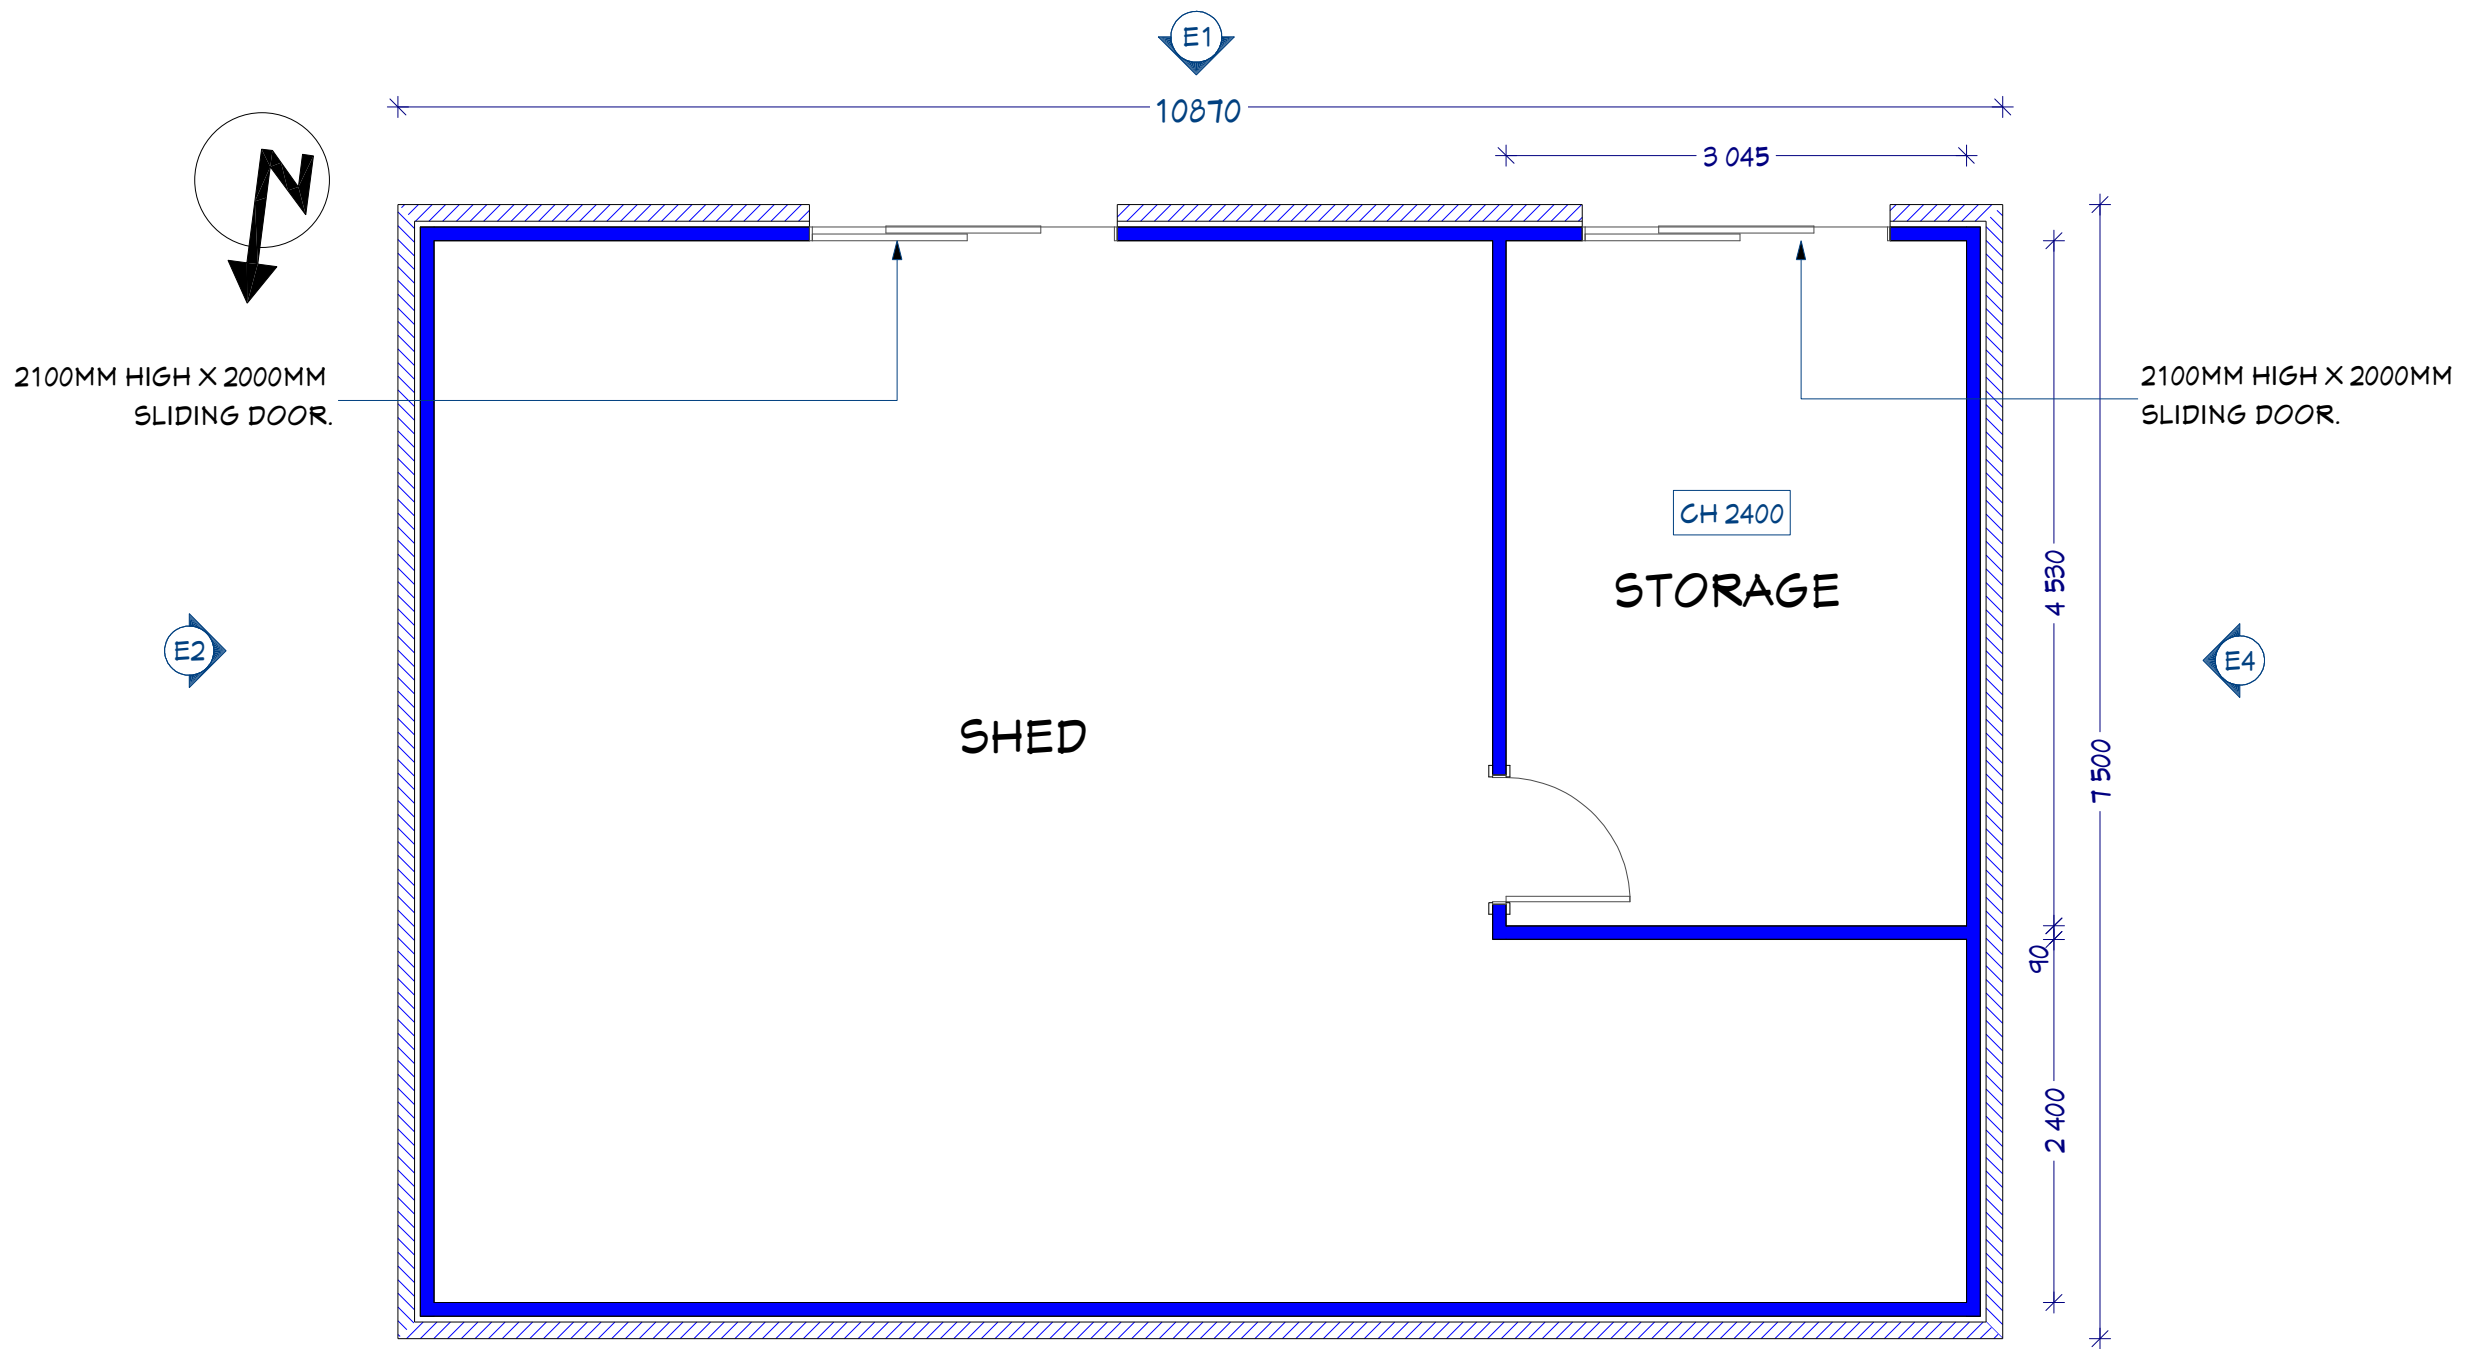 E1
10870
3 045
N
2100MM HIGH X 2000MM
SLIDING DOOR.
2100MM HIGH X 2000MM
SLIDING DOOR.
CH 2400
STORAGE
4 530
E2
E4
SHED
7 500
90
2 400